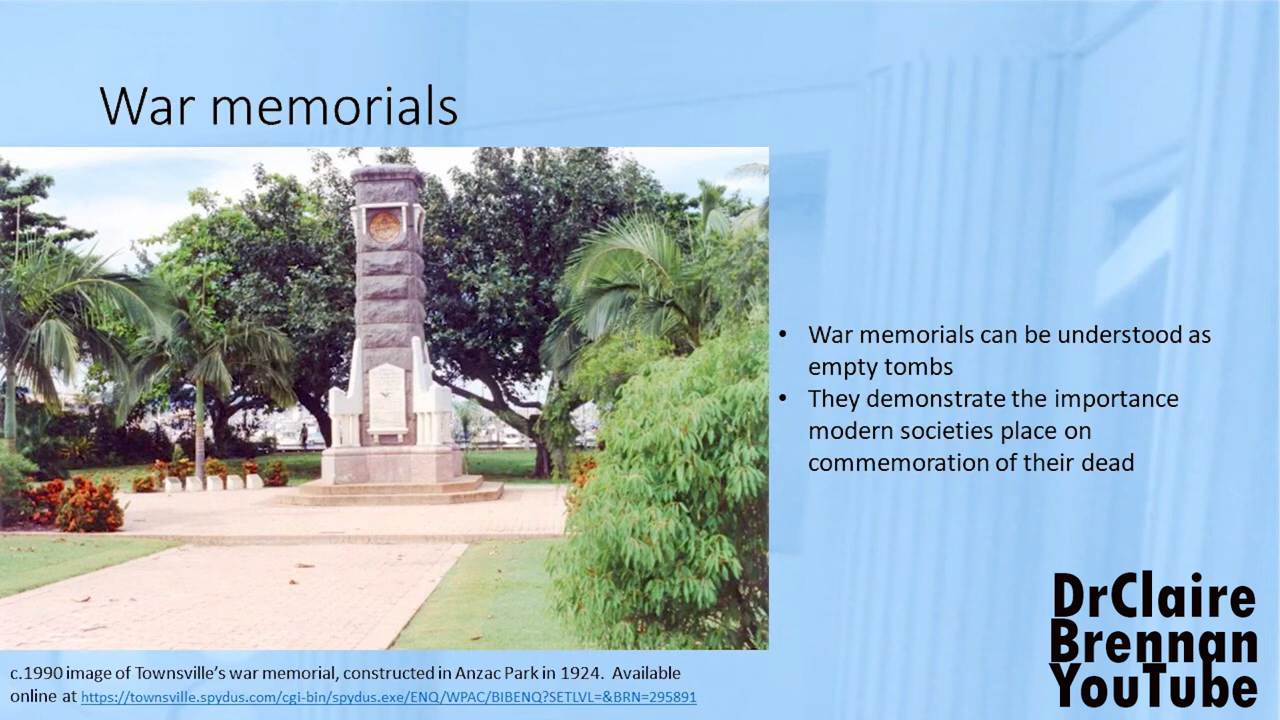 War memorials
• War memorials can be understood as
empty tombs
• They demonstrate the importance
modern societies place on
commemoration of their dead
c.1990 image of Townsville’s war memorial, constructed in Anzac Park in 1924.  Available
online at https://townsville.spydus.com/cgi-bin/spydus.exe/ENQ/WPAC/BIBENQ?SETLVL=&BRN=295891
DrClaire
Brennan
YouTube